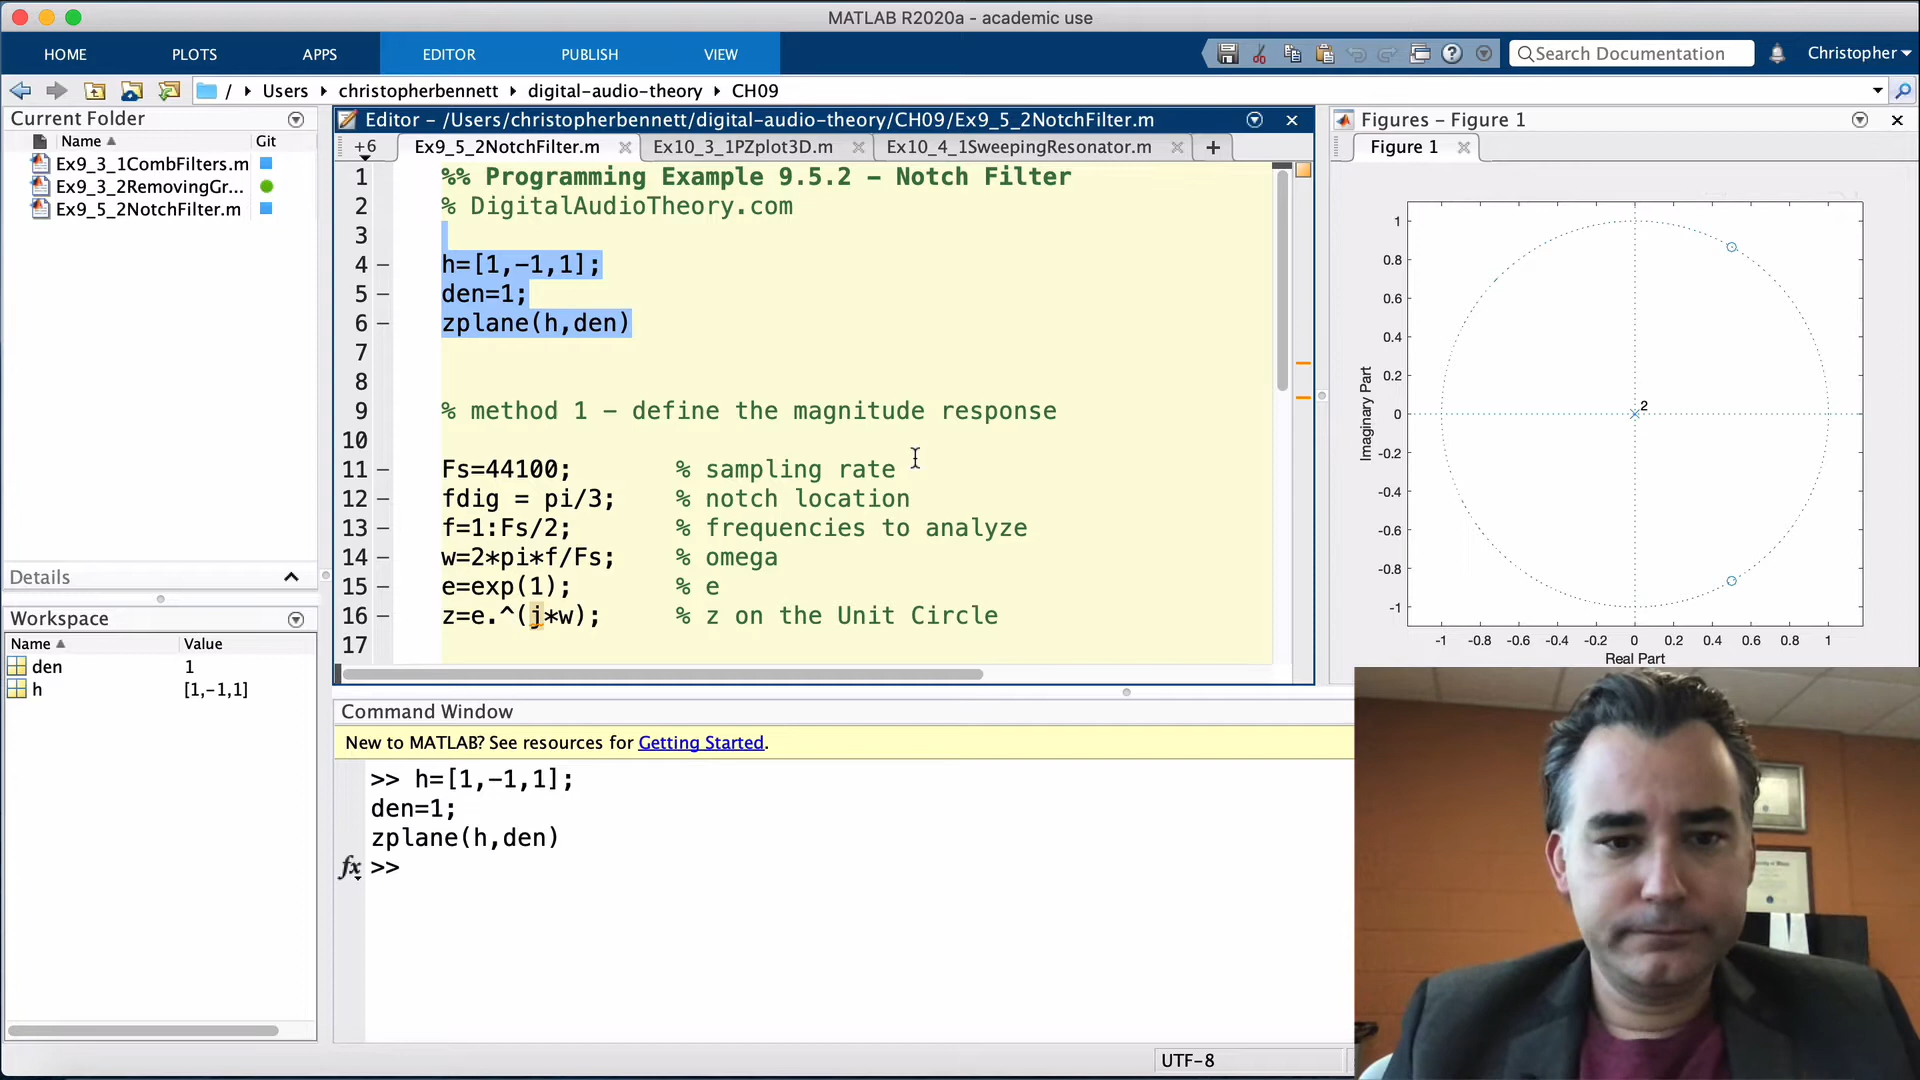 MATLAB R2020a - academic use
HOME PLOTS APPS EDITOR PUBLISH VIEW Search Documentation Christopher
/ Users christopherbennett digital-audio-theory CH09
Current Folder
Name Git
Ex9_3_1CombFilters.m
Ex9_3_2RemovingGr...
Ex9_5_2NotchFilter.m
Details
Workspace
Name Value
den 1
h [1,-1,1]
Editor - /Users/christopherbennett/digital-audio-theory/CH09/Ex9_5_2NotchFilter.m
+6 Ex9_5_2NotchFilter.m Ex10_3_1PZplot3D.m Ex10_4_1SweepingResonator.m +
1 %% Programming Example 9.5.2 - Notch Filter
2 % DigitalAudioTheory.com
3
4 - h=[1,-1,1];
5 - den=1;
6 - zplane(h,den)
7
8
9 % method 1 - define the magnitude response
10
11 - Fs=44100; % sampling rate
12 - fdig = pi/3; % notch location
13 - f=1:Fs/2; % frequencies to analyze
14 - w=2*pi*f/Fs; % omega
15 - e=exp(1); % e
16 - z=e.^(j*w); % z on the Unit Circle
17
Command Window
New to MATLAB? See resources for Getting Started.
>> h=[1,-1,1];
den=1;
zplane(h,den)
fx >>
UTF-8
Figures - Figure 1
Figure 1
1
0.8
0.6
0.4
0.2
0
-0.2
-0.4
-0.6
-0.8
-1
Imaginary Part
2
-1 -0.8 -0.6 -0.4 -0.2 0 0.2 0.4 0.6 0.8 1
Real Part